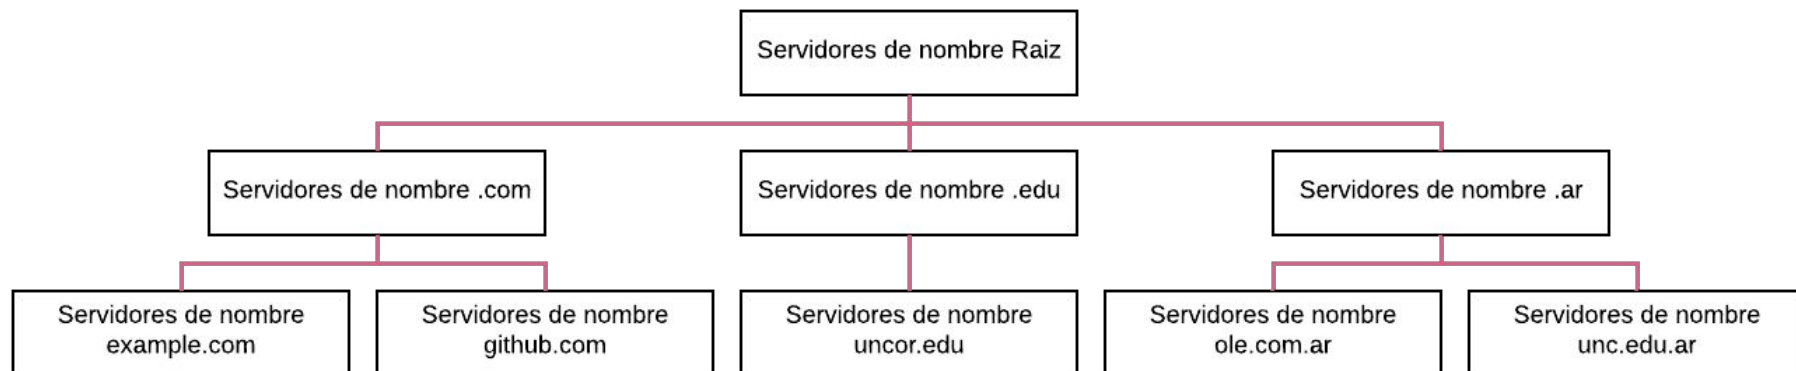 Servidores de nombre Raiz
Servidores de nombre .com
Servidores de nombre .edu
Servidores de nombre .ar
Servidores de nombre
example.com
Servidores de nombre
github.com
Servidores de nombre
uncor.edu
Servidores de nombre
ole.com.ar
Servidores de nombre
unc.edu.ar